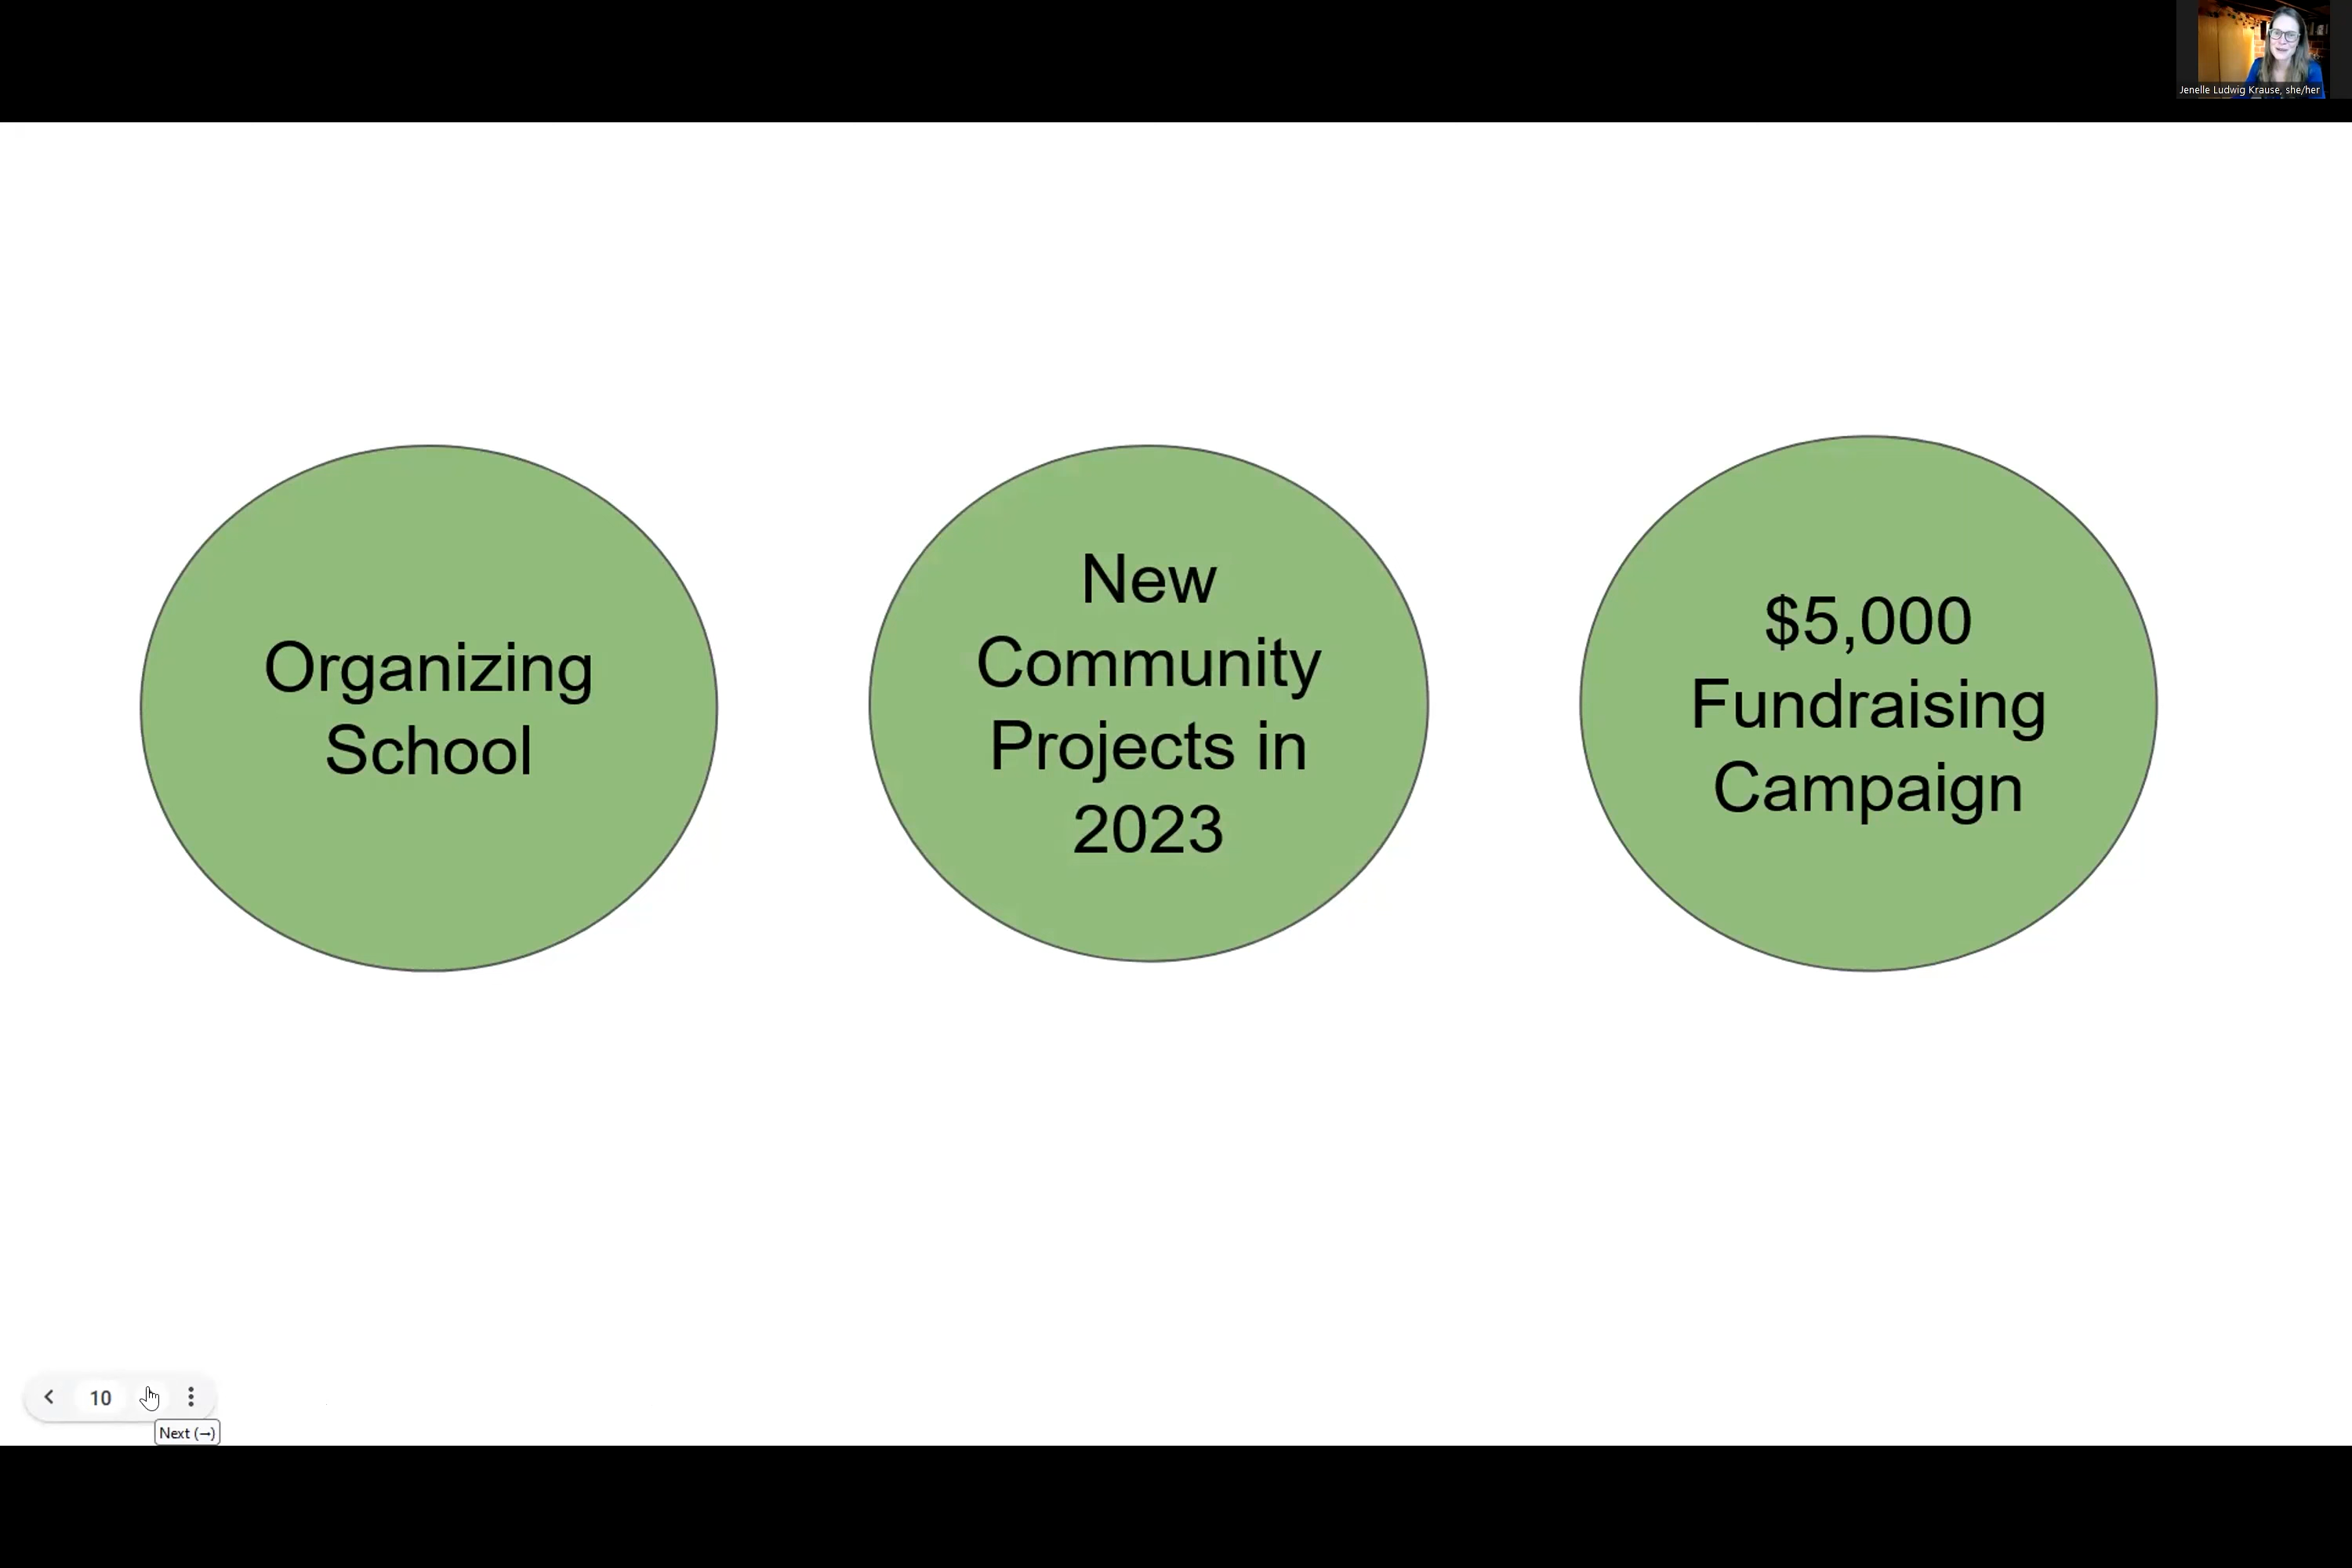 Jenelle Ludwig Krause, she/her
Organizing
School
New
Community
Projects in
2023
$5,000
Fundraising
Campaign
10
Next (→)